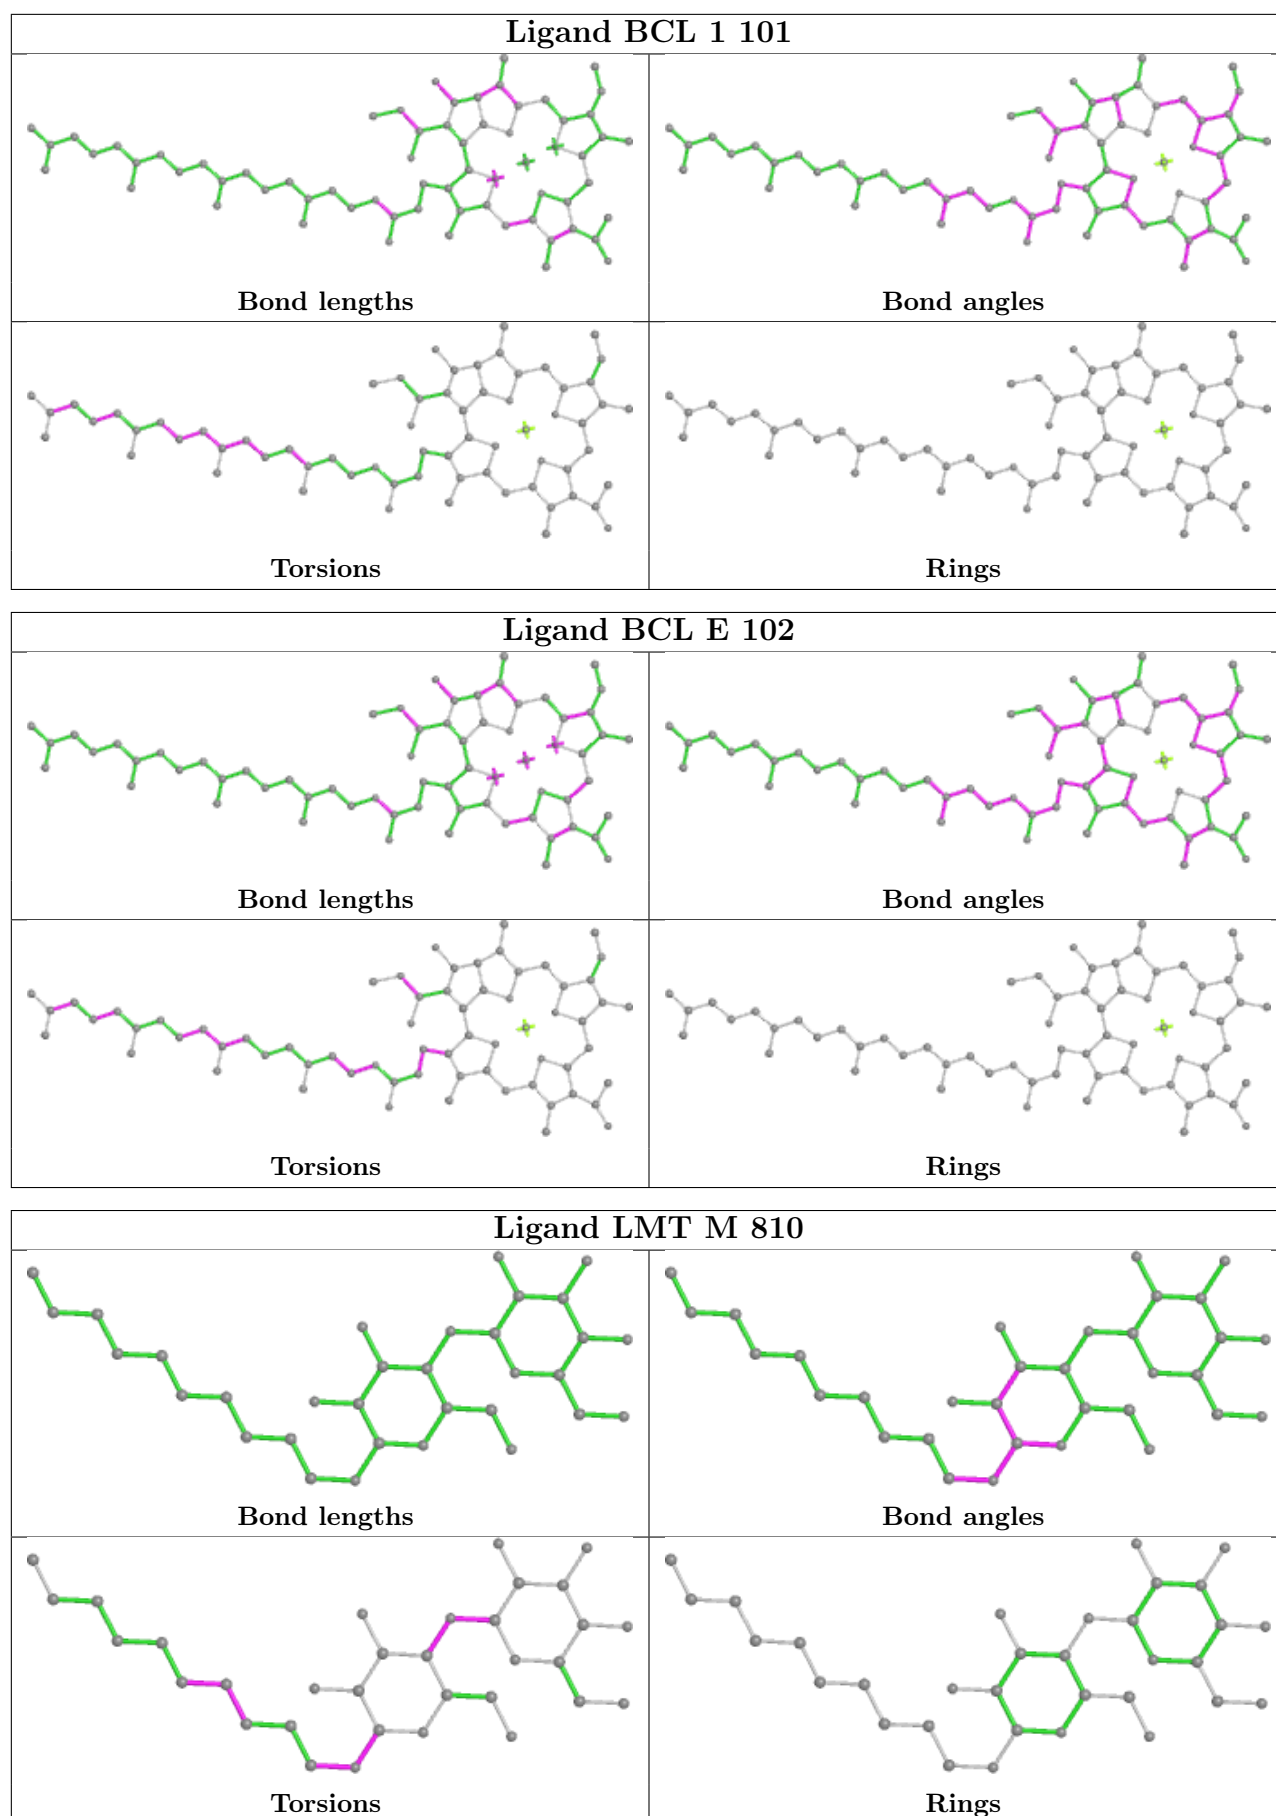 Ligand BCL 1 101
Bond lengths
Bond angles
Torsions
Rings
Ligand BCL E 102
Bond lengths
Bond angles
Torsions
Rings
Ligand LMT M 810
Bond lengths
Bond angles
Torsions
Rings